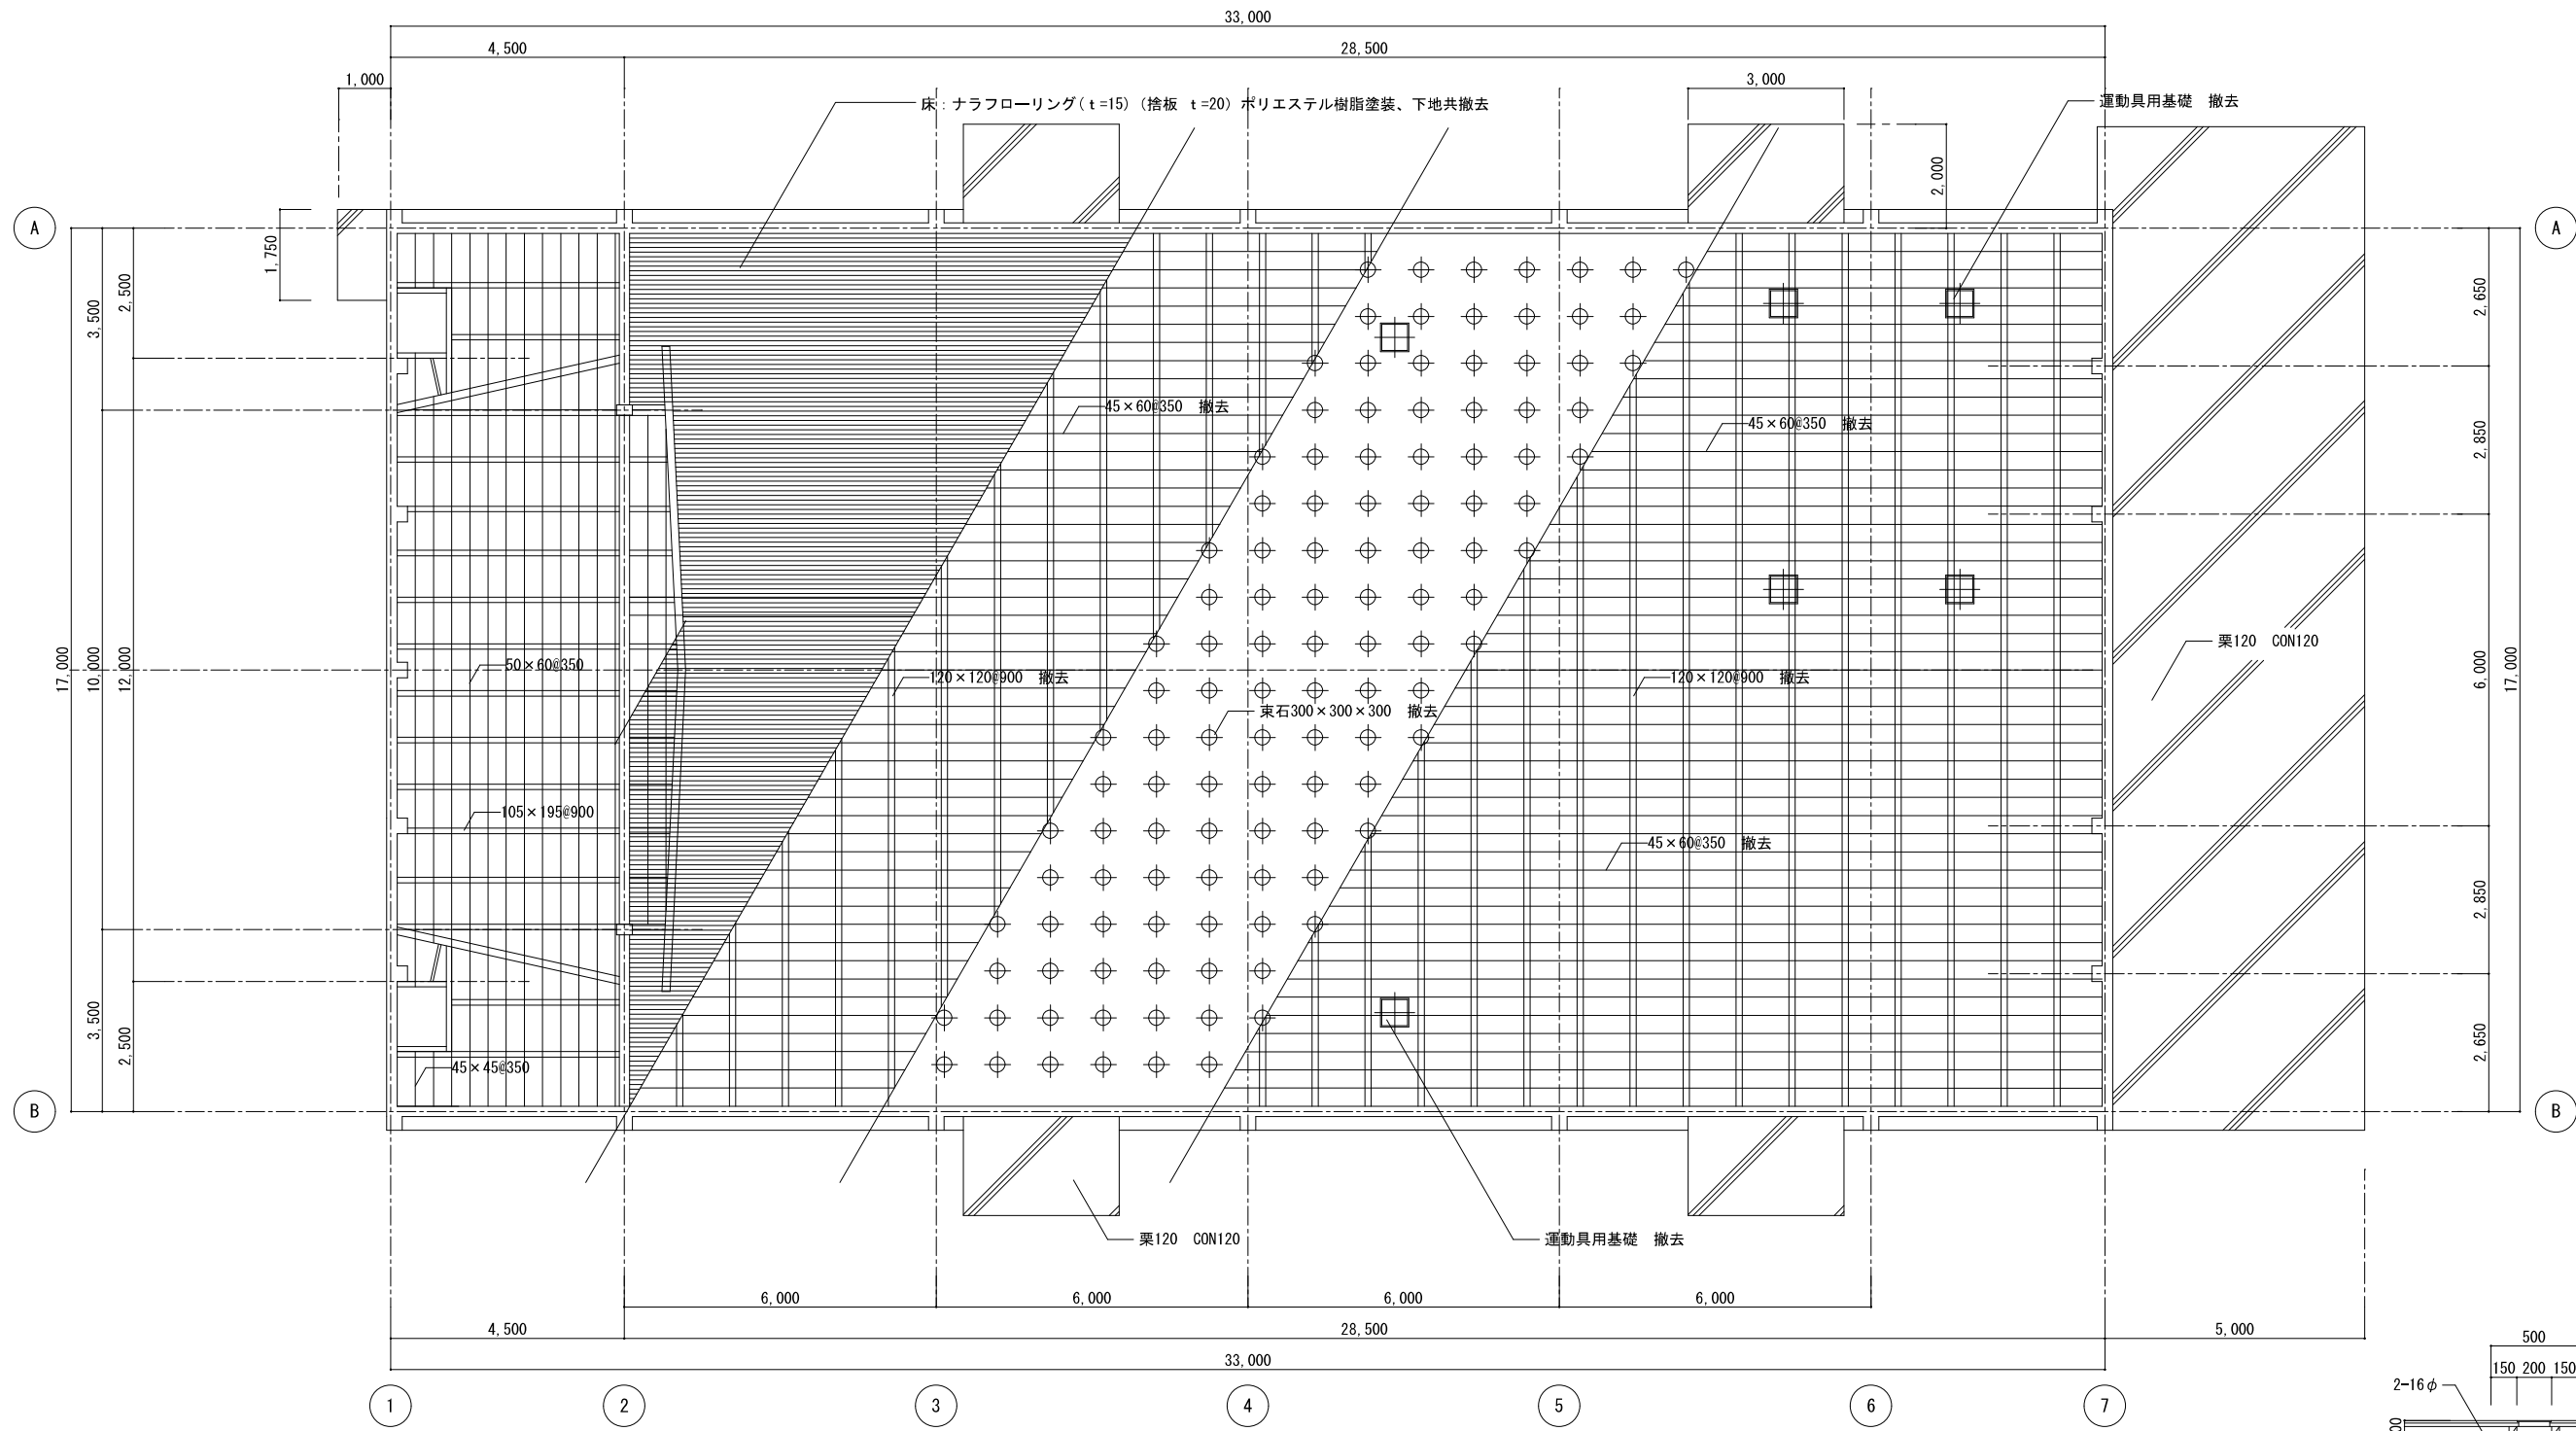 33,000
4,500
28,500
1,000
3,000
床：ナラフローリング(ｔ=15)（捨板 ｔ=20）ポリエステル樹脂塗装、下地共撤去
運動具用基礎　撤去
2,000
A
A
1,750
2,500
3,500
2,650
45×60@350　撤去
45×60@350　撤去
2,850
17,000
10,000
12,000
50×60@350
120×120@900　撤去
120×120@900　撤去
栗120　CON120
6,000
17,000
束石300×300×300　撤去
105×195@900
45×60@350　撤去
2,850
3,500
2,500
2,650
45×45@350
B
B
栗120　CON120
運動具用基礎　撤去
6,000
6,000
6,000
6,000
4,500
28,500
5,000
33,000
500
150 200 150
2-16φ
1
2
3
4
5
6
7